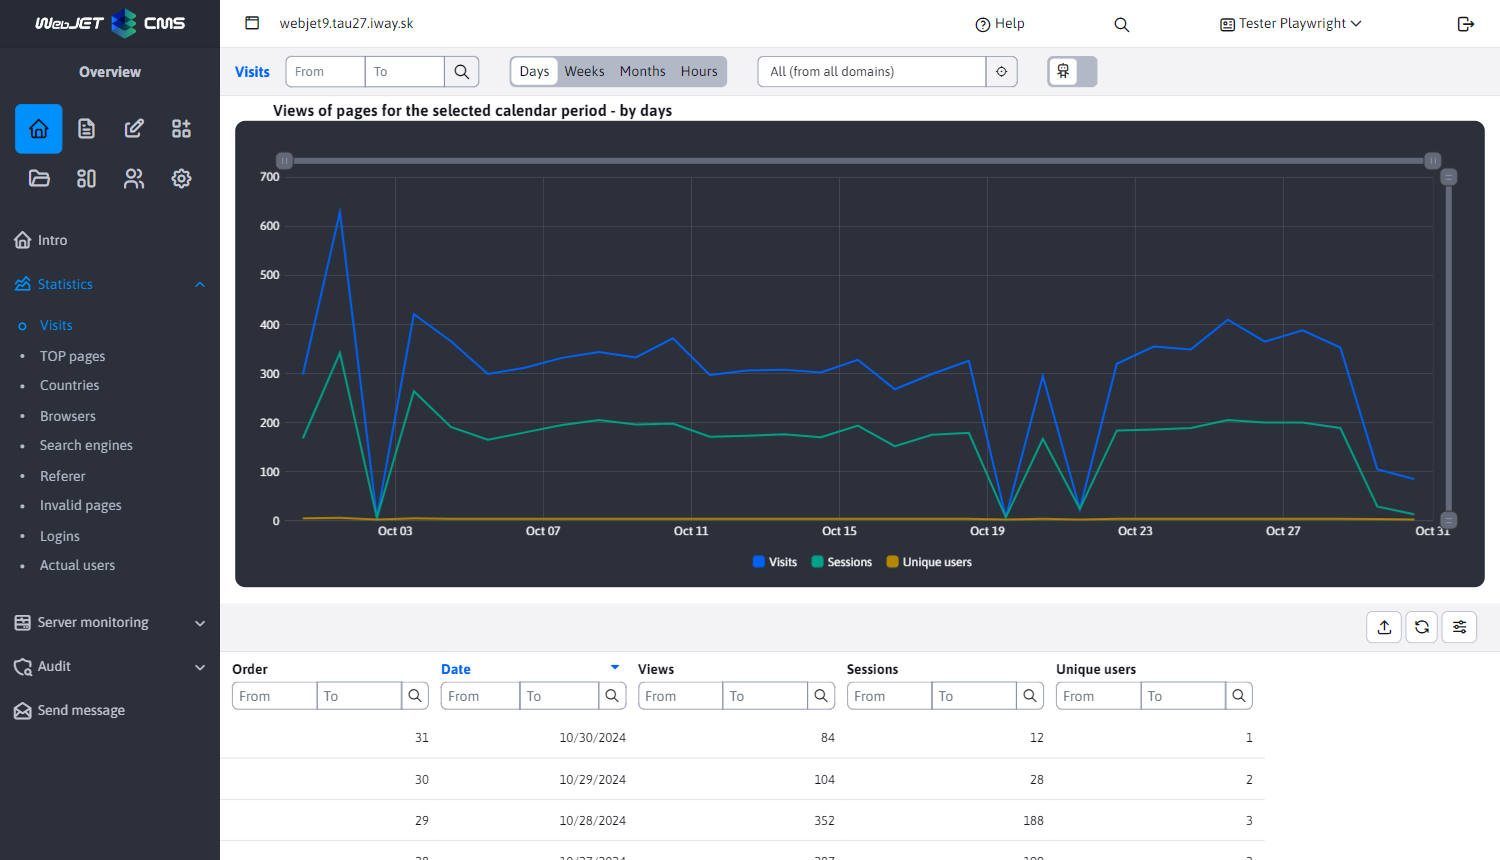 WebJET CMS
webjet9.tau27.iway.sk
Help
Tester Playwright
Overview
Visits
From
To
Days
Weeks
Months
Hours
All (from all domains)
Views of pages for the selected calendar period - by days
700
600
500
400
300
200
100
0
Oct 03
Oct 07
Oct 11
Oct 15
Oct 19
Oct 23
Oct 27
Oct 31
Visits
Sessions
Unique users
Intro
Statistics
Visits
TOP pages
Countries
Browsers
Search engines
Referer
Invalid pages
Logins
Actual users
Server monitoring
Audit
Send message
Order Date Views Sessions Unique users
From To From To From To From To From To
31 10/30/2024 84 12 1
30 10/29/2024 104 28 2
29 10/28/2024 352 188 3